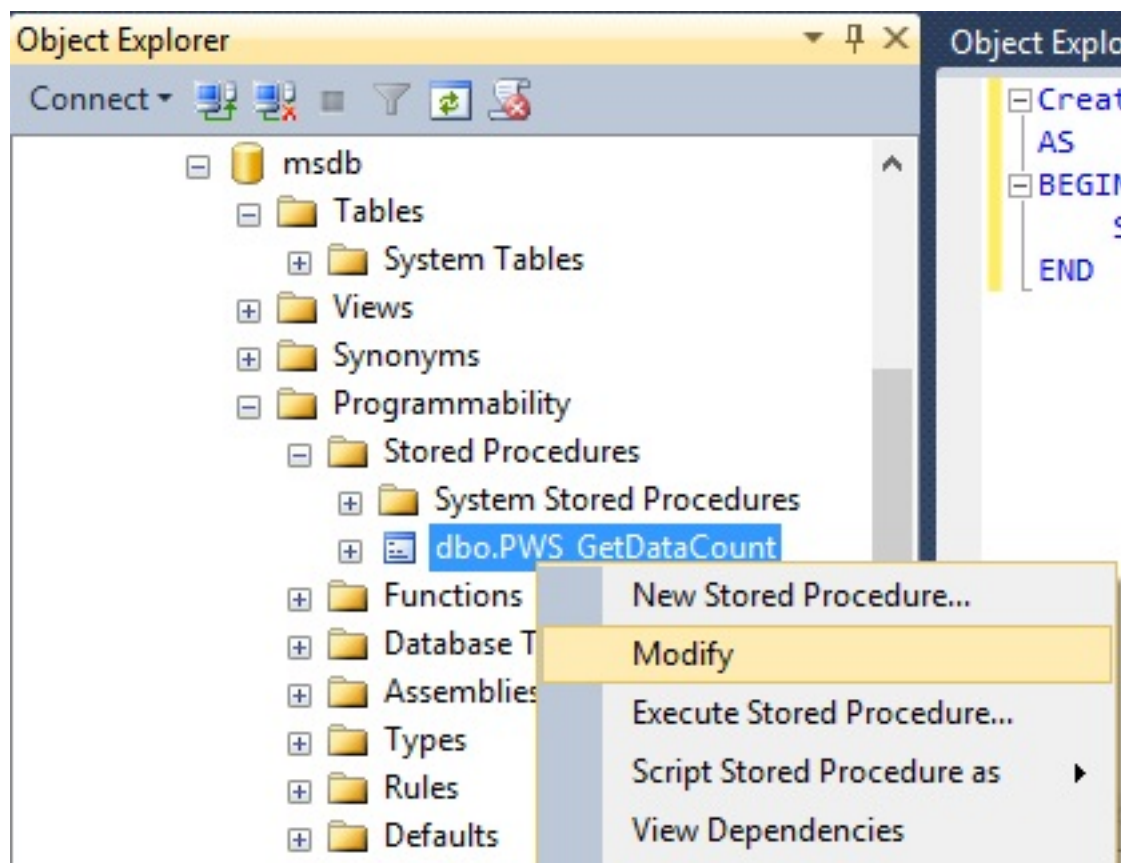 Object Explorer
Connect
msdb
Tables
System Tables
Views
Synonyms
Programmability
Stored Procedures
System Stored Procedures
dbo.PWS_GetDataCount
Functions
Database T
Assemblies
Types
Rules
Defaults
New Stored Procedure...
Modify
Execute Stored Procedure...
Script Stored Procedure as
View Dependencies
Object Explo
Creat
AS
BEGIN
S
END